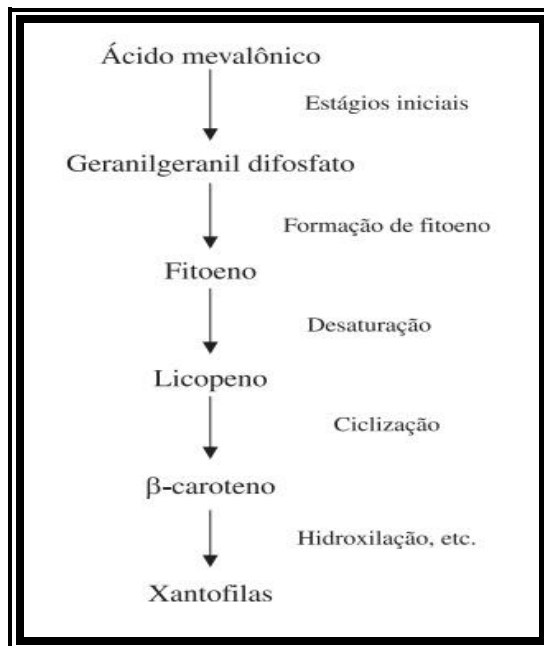 Ácido mevalônico
Estágios iniciais
Geranilgeranil difosfato
Formação de fitoeno
Fitoeno
Desaturação
Licopeno
Ciclização
β-caroteno
Hidroxilação, etc.
Xantofilas